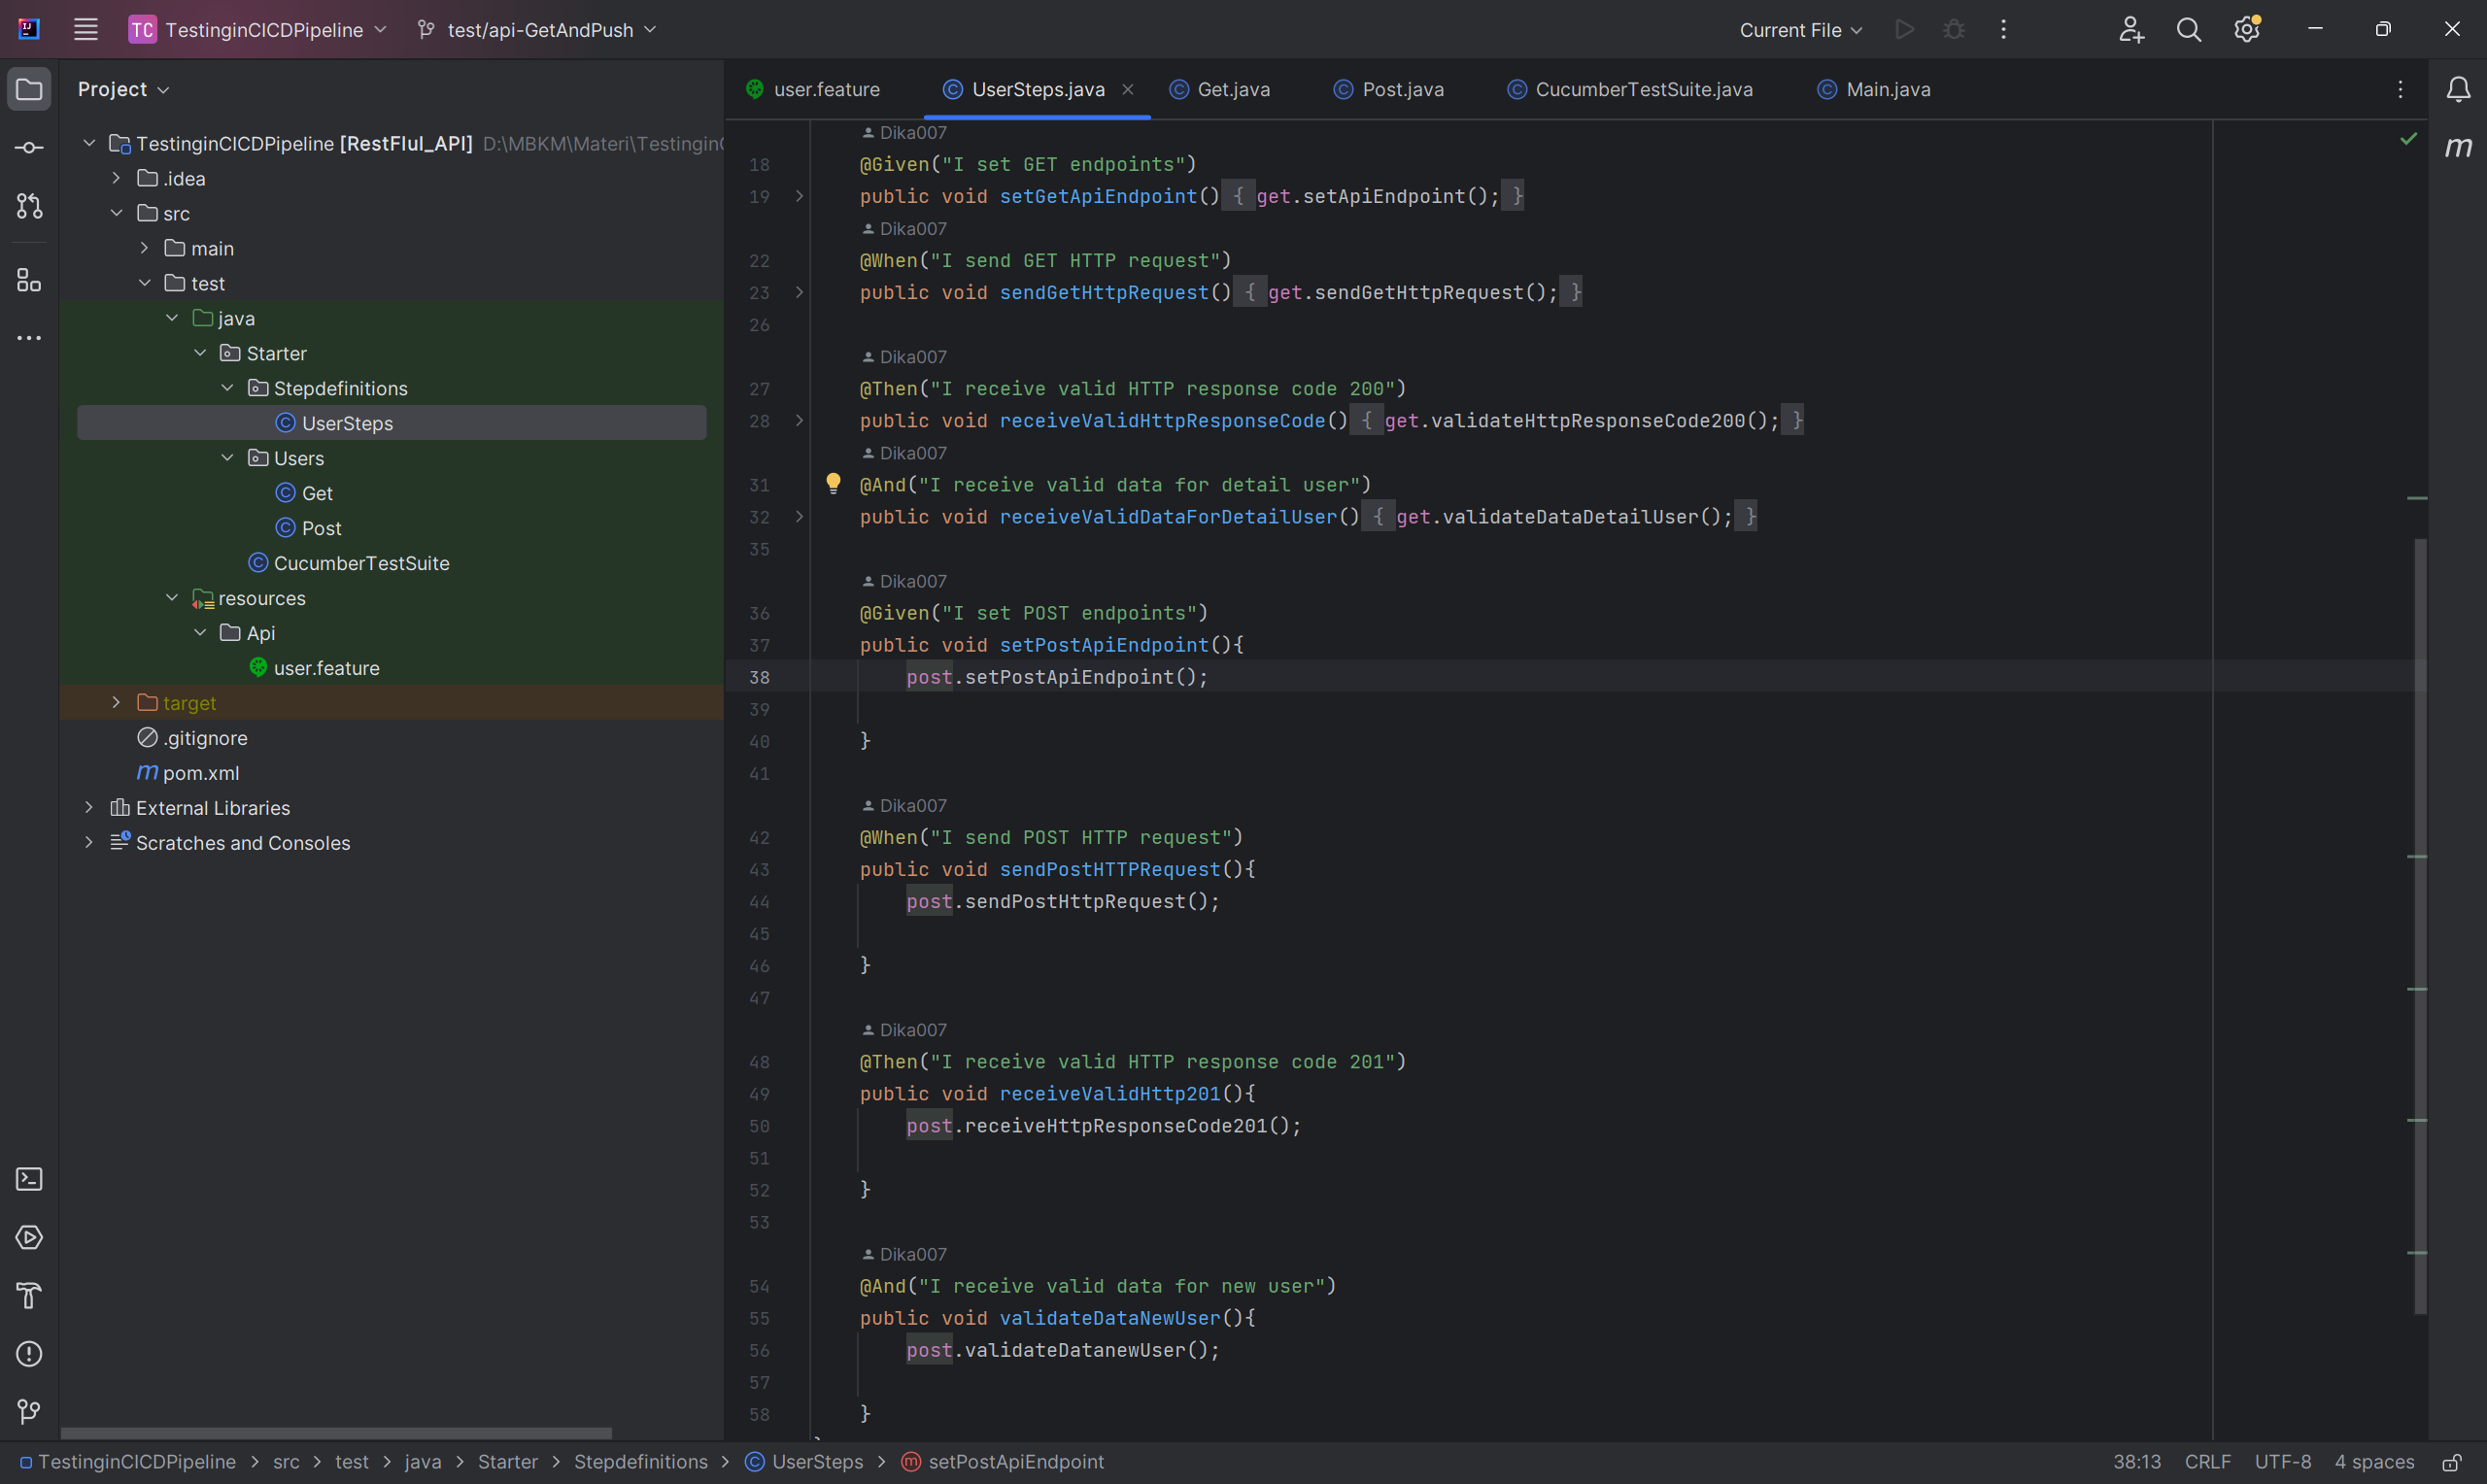 TC TestinginCICDPipeline test/api-GetAndPush Current File
Project
TestinginCICDPipeline [RestFIul_API] D:\MBKM\Materi\Testingin
.idea
src
main
test
java
Starter
Stepdefinitions
UserSteps
Users
Get
Post
CucumberTestSuite
resources
Api
user.feature
target
.gitignore
m pom.xml
External Libraries
Scratches and Consoles
user.feature UserSteps.java Get.java Post.java CucumberTestSuite.java Main.java
Dika007
18 @Given("I set GET endpoints")
19 public void setGetApiEndpoint() { get.setApiEndpoint(); }
Dika007
22 @When("I send GET HTTP request")
23 public void sendGetHttpRequest() { get.sendGetHttpRequest(); }
26
Dika007
27 @Then("I receive valid HTTP response code 200")
28 public void receiveValidHttpResponseCode() { get.validateHttpResponseCode200(); }
Dika007
31 @And("I receive valid data for detail user")
32 public void receiveValidDataForDetailUser() { get.validateDataDetailUser(); }
35
Dika007
36 @Given("I set POST endpoints")
37 public void setPostApiEndpoint(){
38 post.setPostApiEndpoint();
39
40 }
41
Dika007
42 @When("I send POST HTTP request")
43 public void sendPostHTTPRequest(){
44 post.sendPostHttpRequest();
45
46 }
47
Dika007
48 @Then("I receive valid HTTP response code 201")
49 public void receiveValidHttp201(){
50 post.receiveHttpResponseCode201();
51
52 }
53
Dika007
54 @And("I receive valid data for new user")
55 public void validateDataNewUser(){
56 post.validateDatanewUser();
57
58 }
m
TestinginCICDPipeline > src > test > java > Starter > Stepdefinitions > UserSteps > setPostApiEndpoint
38:13 CRLF UTF-8 4 spaces